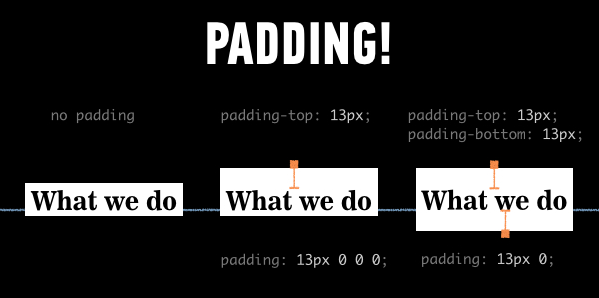 PADDING!
no padding
padding-top: 13px;
padding-top: 13px;
padding-bottom: 13px;
What we do
What we do
What we do
padding: 13px 0 0 0;
padding: 13px 0;